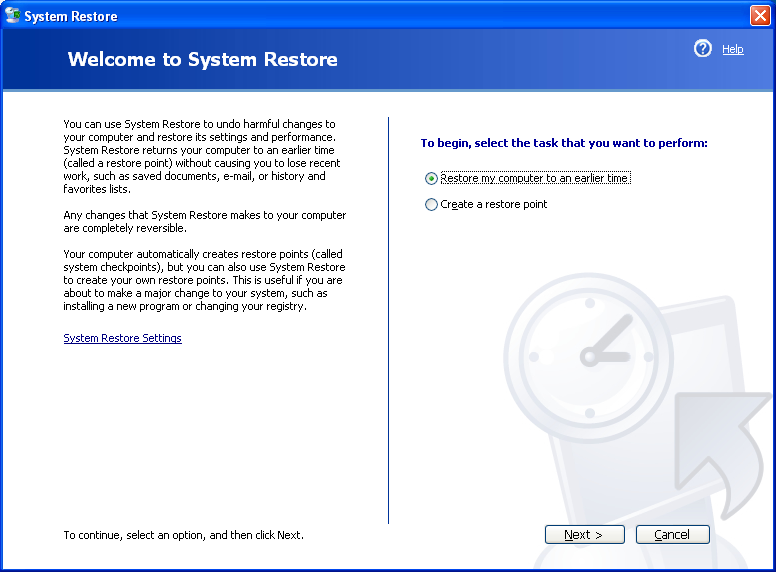 System Restore
Welcome to System Restore
Help
You can use System Restore to undo harmful changes to
your computer and restore its settings and performance.
System Restore returns your computer to an earlier time
(called a restore point) without causing you to lose recent
work, such as saved documents, e-mail, or history and
favorites lists.
Any changes that System Restore makes to your computer
are completely reversible.
Your computer automatically creates restore points (called
system checkpoints), but you can also use System Restore
to create your own restore points. This is useful if you are
about to make a major change to your system, such as
installing a new program or changing your registry.
System Restore Settings
To begin, select the task that you want to perform:
Restore my computer to an earlier time
Create a restore point
To continue, select an option, and then click Next.
Next >
Cancel